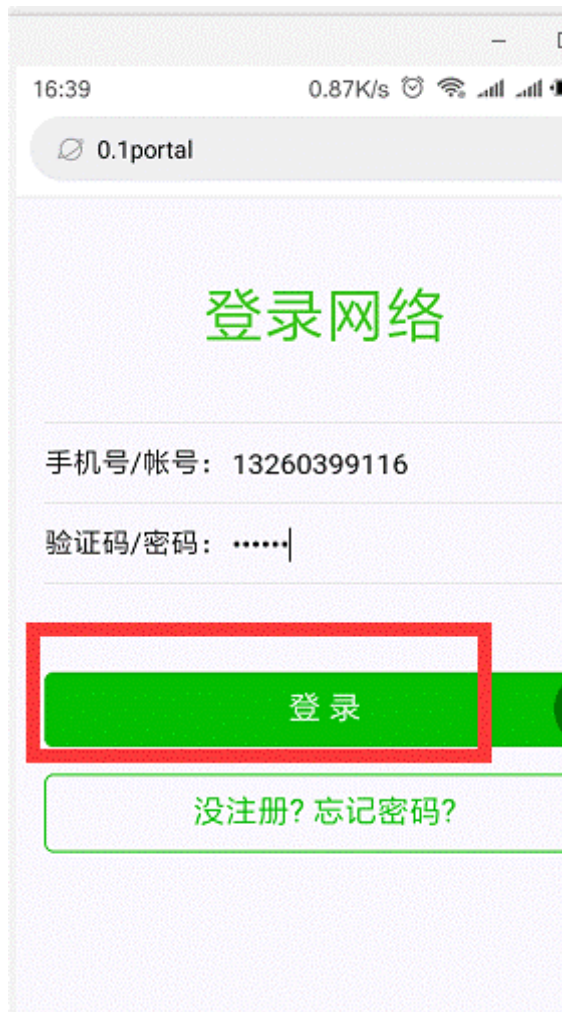 16:39 0.87K/s
0.1portal
登录网络
手机号/帐号：13260399116
验证码/密码：••••••
登 录
没注册? 忘记密码?